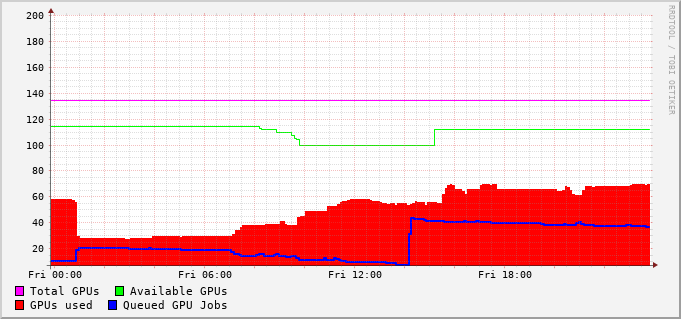 200
180
160
140
120
100
80
60
40
20
Fri 00:00 Fri 06:00 Fri 12:00 Fri 18:00
Total GPUs Available GPUs
GPUs used Queued GPU Jobs
RRDTOOL / TOBI OETIKER